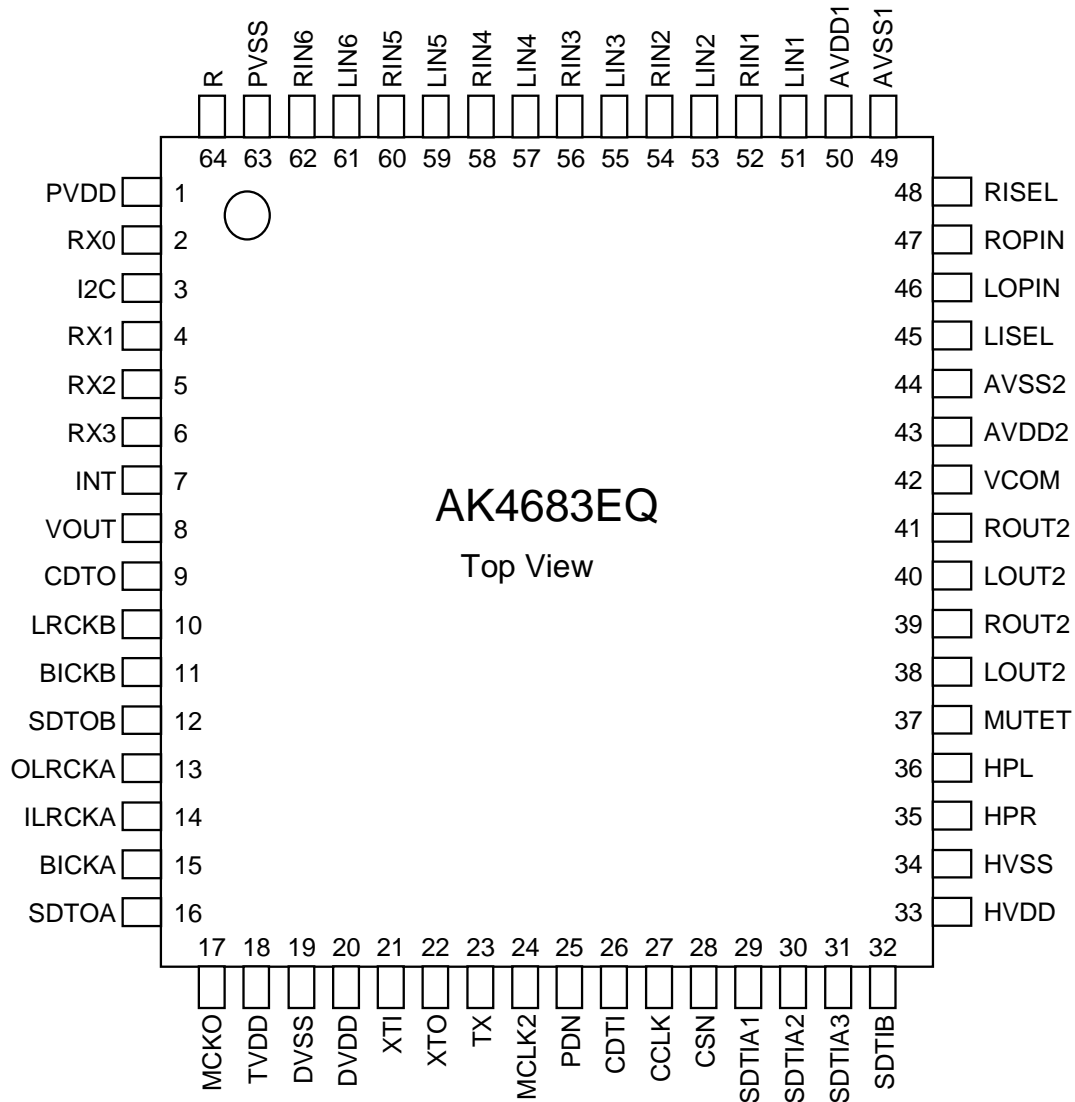 R PVSS RIN6 LIN6 RIN5 LIN5 RIN4 LIN4 RIN3 LIN3 RIN2 LIN2 RIN1 LIN1 AVDD1 AVSS1
64 63 62 61 60 59 58 57 56 55 54 53 52 51 50 49
PVDD 1 48 RISEL
RX0 2 47 ROPIN
I2C 3 46 LOPIN
RX1 4 45 LISEL
RX2 5 44 AVSS2
RX3 6 43 AVDD2
INT 7 42 VCOM
AK4683EQ
VOUT 8 41 ROUT2
Top View
CDTO 9 40 LOUT2
LRCKB 10 39 ROUT2
BICKB 11 38 LOUT2
SDTOB 12 37 MUTET
OLRCKA 13 36 HPL
ILRCKA 14 35 HPR
BICKA 15 34 HVSS
SDTOA 16 33 HVDD
17 18 19 20 21 22 23 24 25 26 27 28 29 30 31 32
MCKO TVDD DVSS DVDD XTI XTO TX MCLK2 PDN CDTI CCLK CSN SDTIA1 SDTIA2 SDTIA3 SDTIB